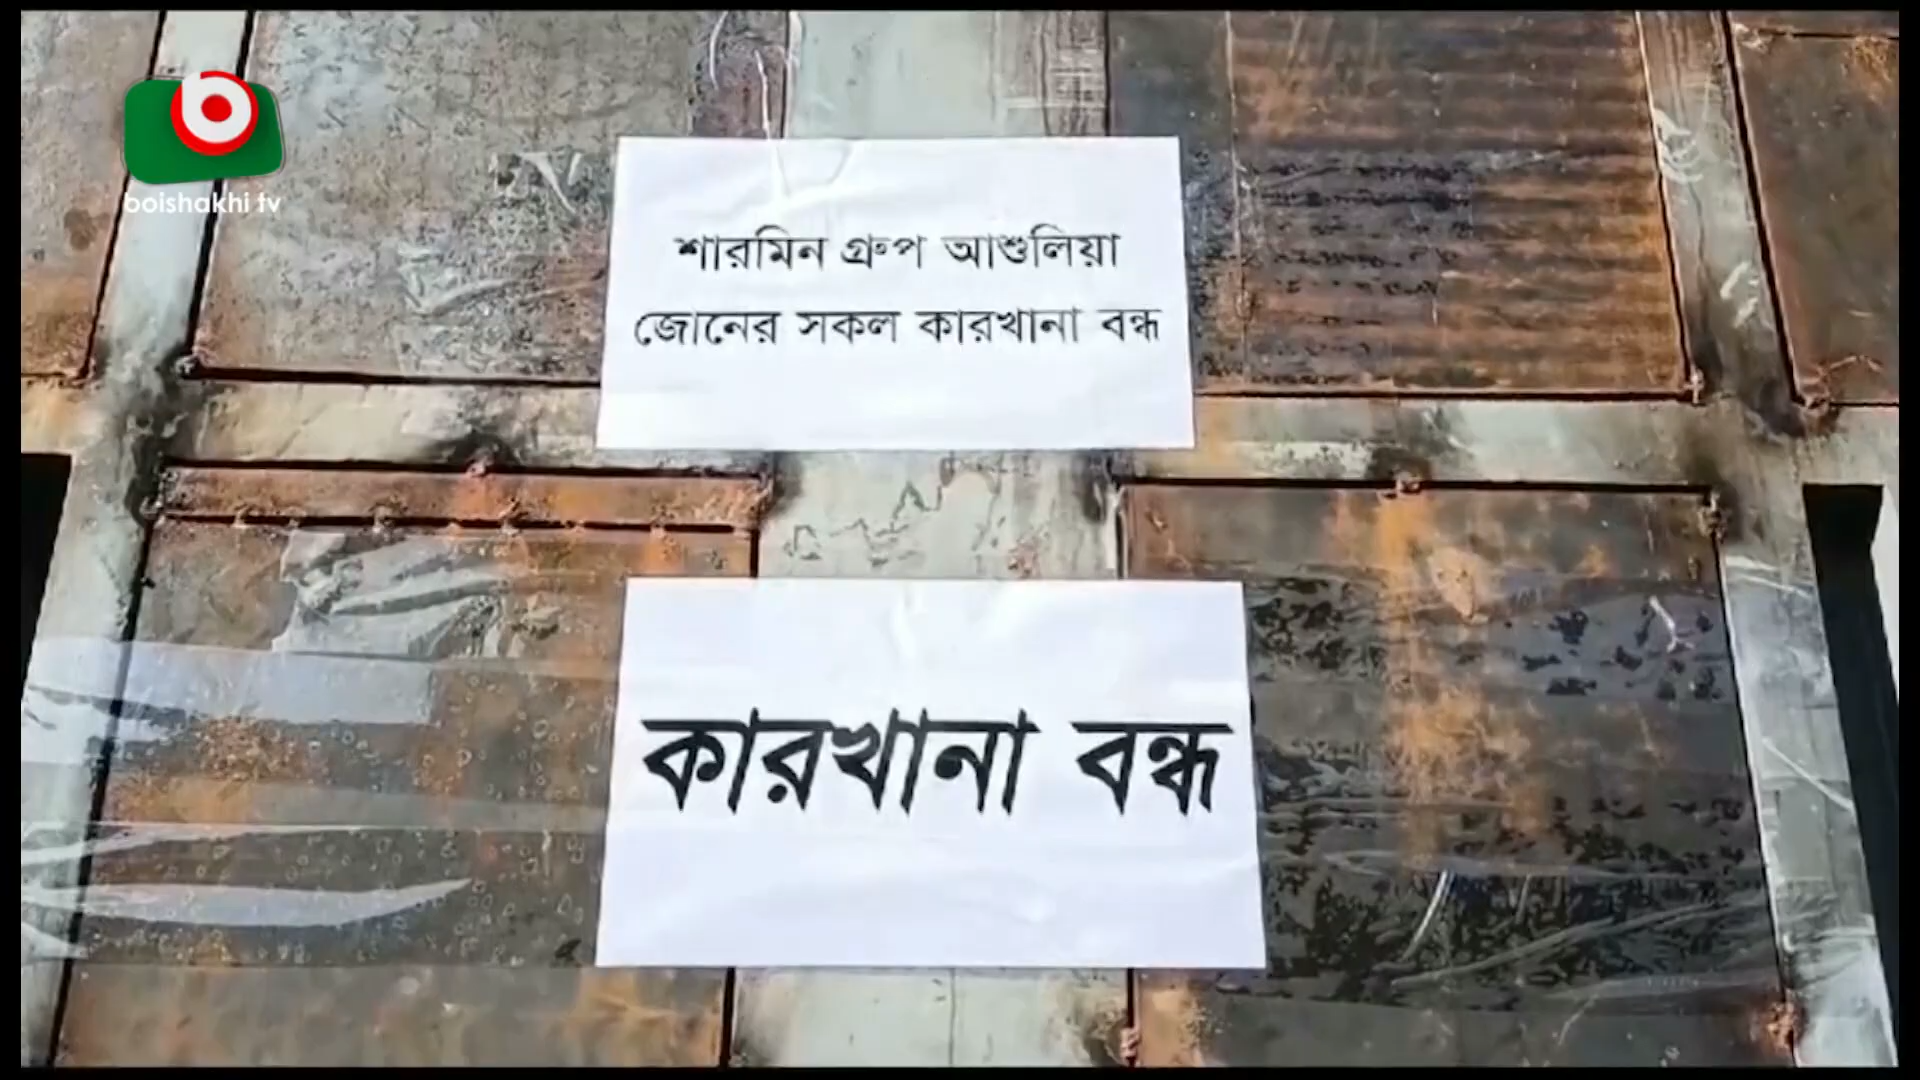 boishakhi tv
শারমিন গ্রুপ আশুলিয়া
জোনের সকল কারখানা বন্ধ
কারখানা বন্ধ